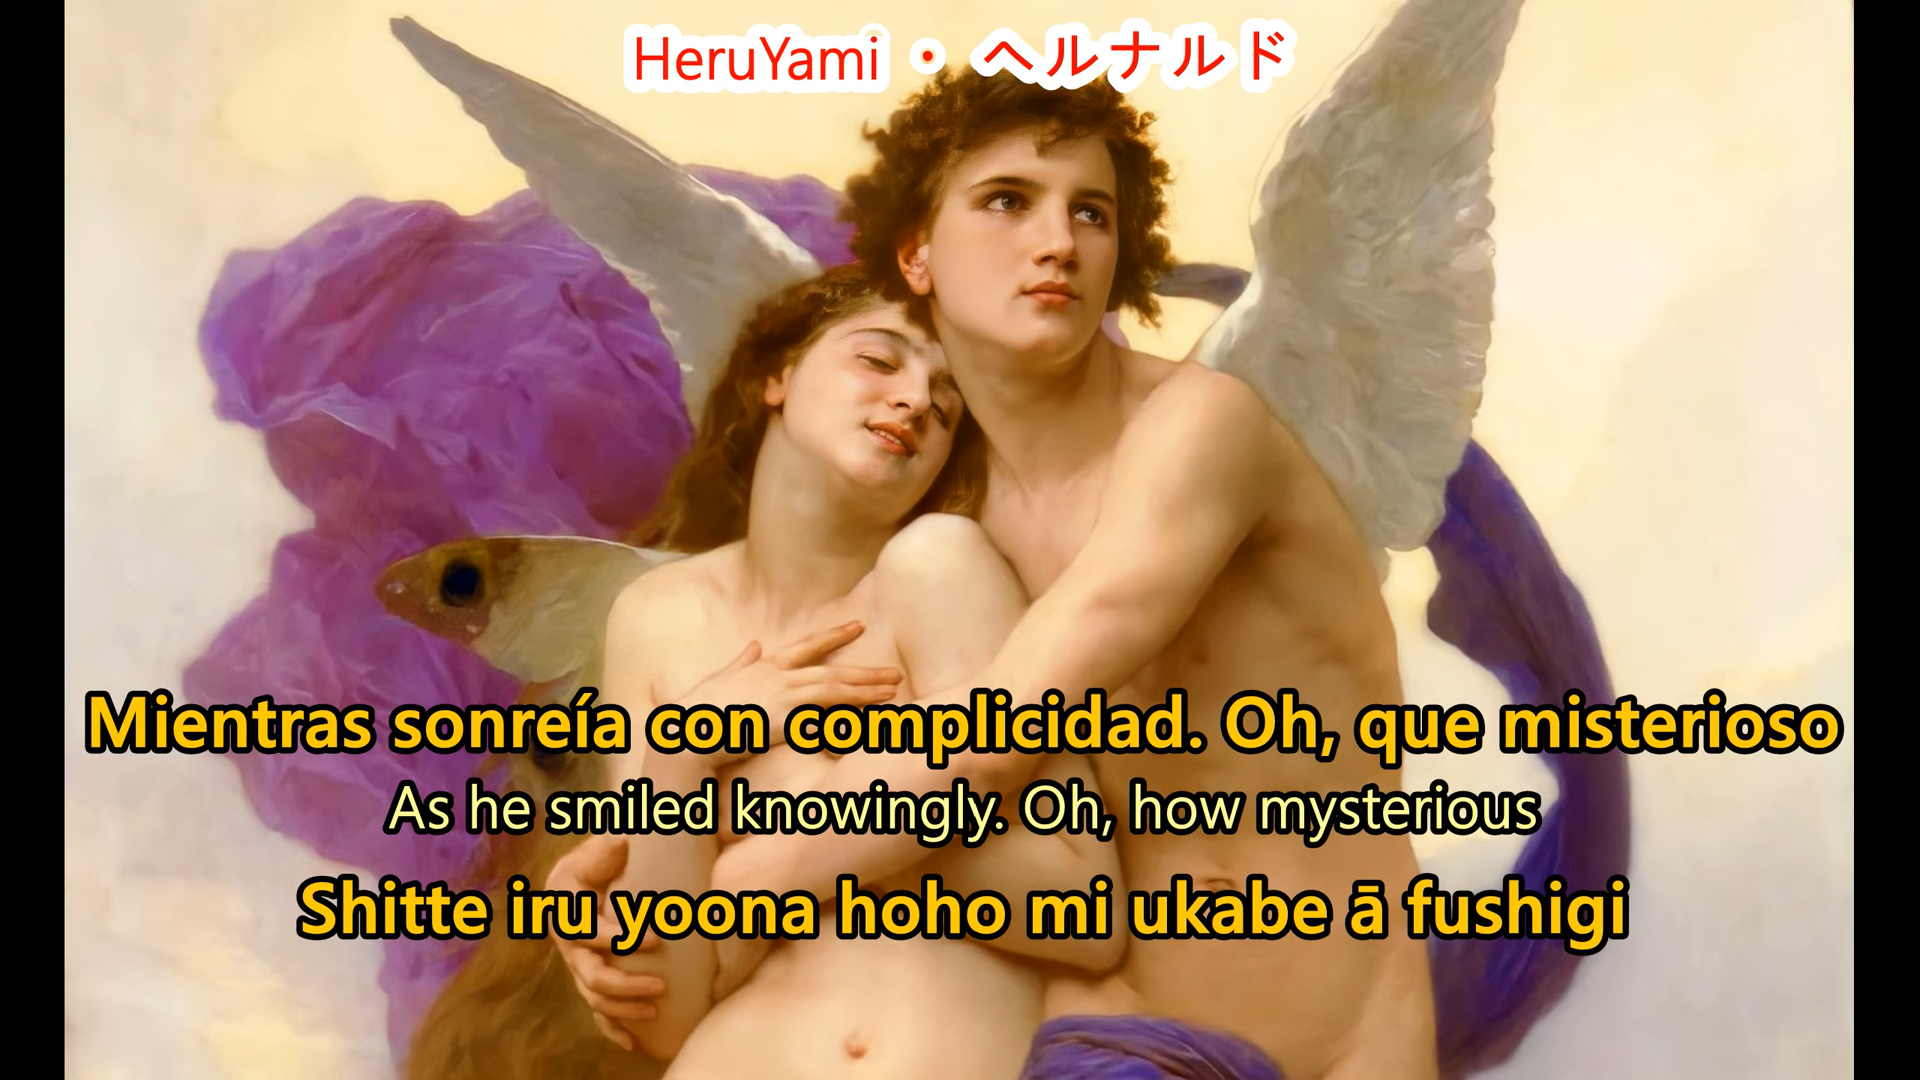 HeruYami • ヘルナルド
Mientras sonreía con complicidad. Oh, que misterioso
As he smiled knowingly. Oh, how mysterious
Shitte iru yoona hoho mi ukabe ā fushigi